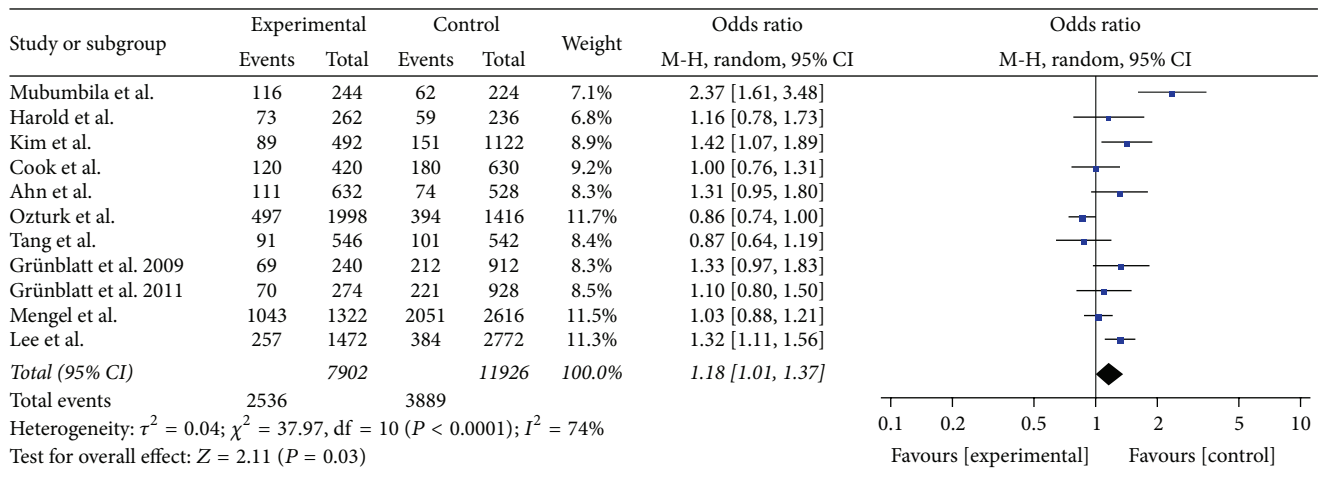 Study or subgroup Experimental Control Weight Odds ratio Odds ratio
Events Total Events Total M-H, random, 95% CI M-H, random, 95% CI
Mubumbila et al. 116 244 62 224 7.1% 2.37 [1.61, 3.48]
Harold et al. 73 262 59 236 6.8% 1.16 [0.78, 1.73]
Kim et al. 89 492 151 1122 8.9% 1.42 [1.07, 1.89]
Cook et al. 120 420 180 630 9.2% 1.00 [0.76, 1.31]
Ahn et al. 111 632 74 528 8.3% 1.31 [0.95, 1.80]
Ozturk et al. 497 1998 394 1416 11.7% 0.86 [0.74, 1.00]
Tang et al. 91 546 101 542 8.4% 0.87 [0.64, 1.19]
Grünblatt et al. 2009 69 240 212 912 8.3% 1.33 [0.97, 1.83]
Grünblatt et al. 2011 70 274 221 928 8.5% 1.10 [0.80, 1.50]
Mengel et al. 1043 1322 2051 2616 11.5% 1.03 [0.88, 1.21]
Lee et al. 257 1472 384 2772 11.3% 1.32 [1.11, 1.56]
Total (95% CI) 7902 11926 100.0% 1.18 [1.01, 1.37]
Total events 2536 3889
Heterogeneity: τ² = 0.04; χ² = 37.97, df = 10 (P < 0.0001); I² = 74%
Test for overall effect: Z = 2.11 (P = 0.03)
0.1 0.2 0.5 1 2 5 10
Favours [experimental] Favours [control]